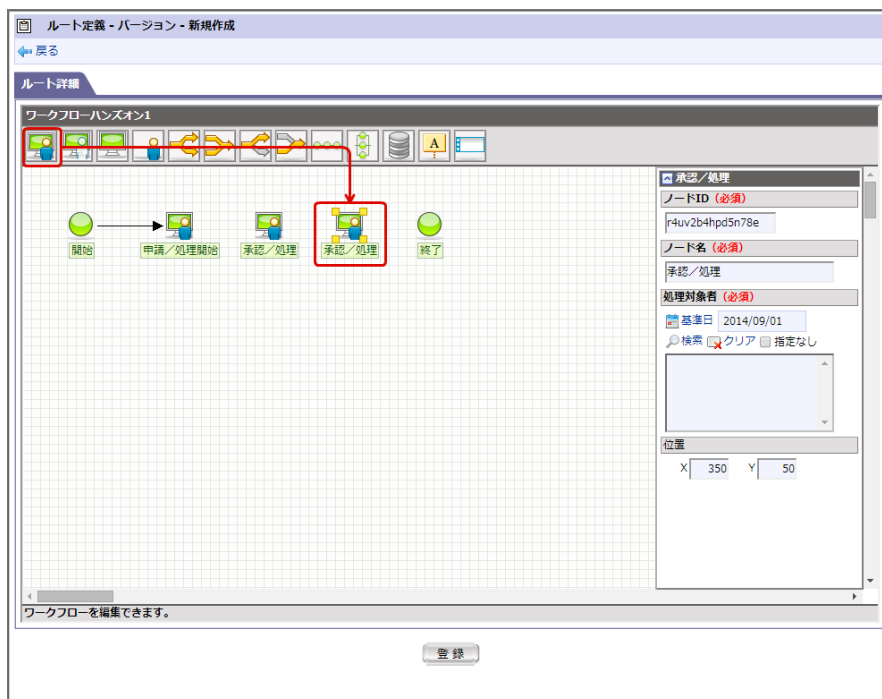 ルート定義 - バージョン - 新規作成
戻る
ルート詳細
ワークフローハンズオン1
A
開始
申請／処理開始
承認／処理
承認／処理
終了
承認／処理
ノードID（必須）
r4uv2b4hpd5n78e
ノード名（必須）
承認／処理
処理対象者（必須）
基準日 2014/09/01
検索 クリア 指定なし
位置
X 350 Y 50
ワークフローを編集できます。
登録